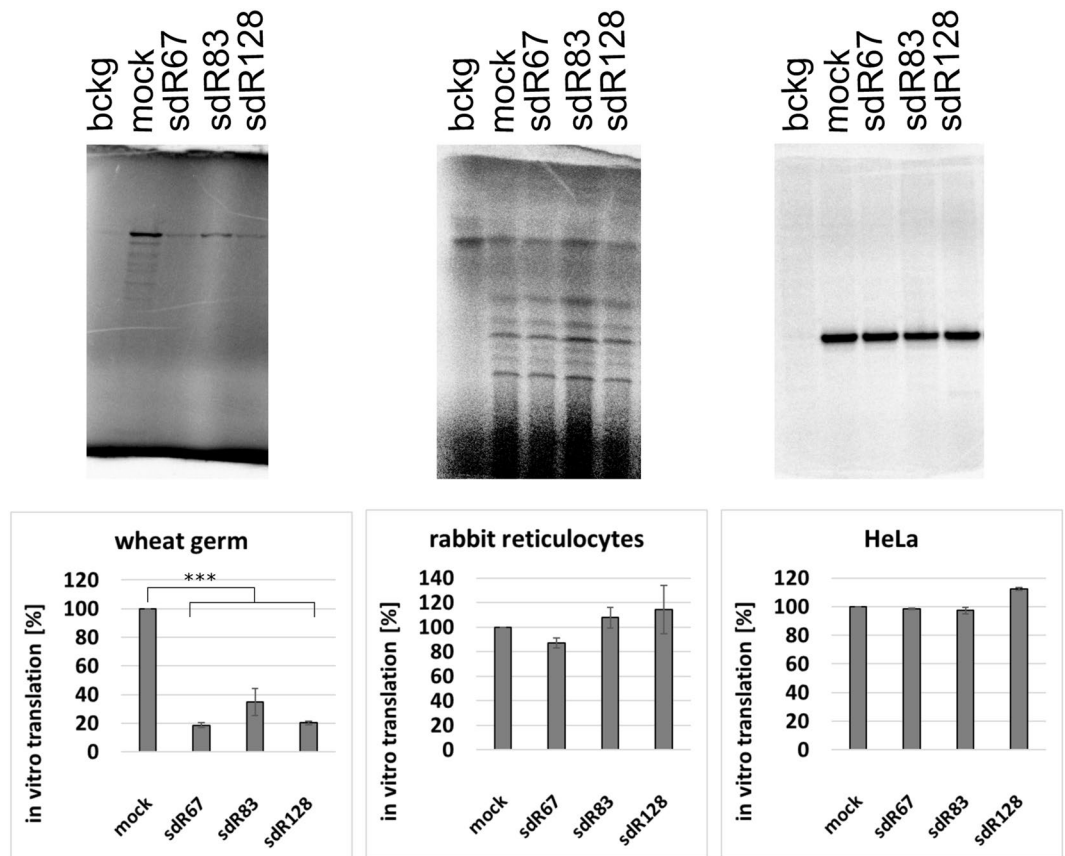 bckg mock sdR67 sdR83 sdR128
bckg mock sdR67 sdR83 sdR128
bckg mock sdR67 sdR83 sdR128
wheat germ
in vitro translation [%]
120
100
80
60
40
20
0
***
mock sdR67 sdR83 sdR128
rabbit reticulocytes
in vitro translation [%]
140
120
100
80
60
40
20
0
mock sdR67 sdR83 sdR128
HeLa
in vitro translation [%]
120
100
80
60
40
20
0
mock sdR67 sdR83 sdR128